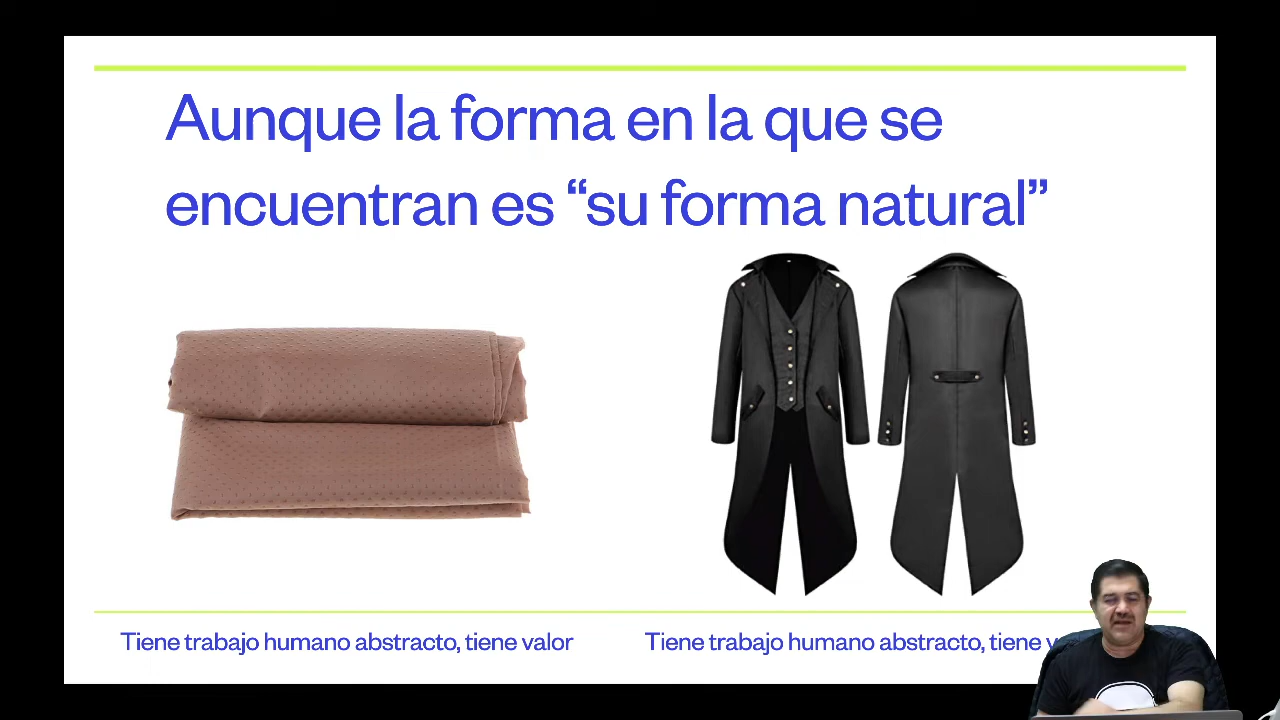 Aunque la forma en la que se
encuentran es “su forma natural”
Tiene trabajo humano abstracto, tiene valor
Tiene trabajo humano abstracto, tiene